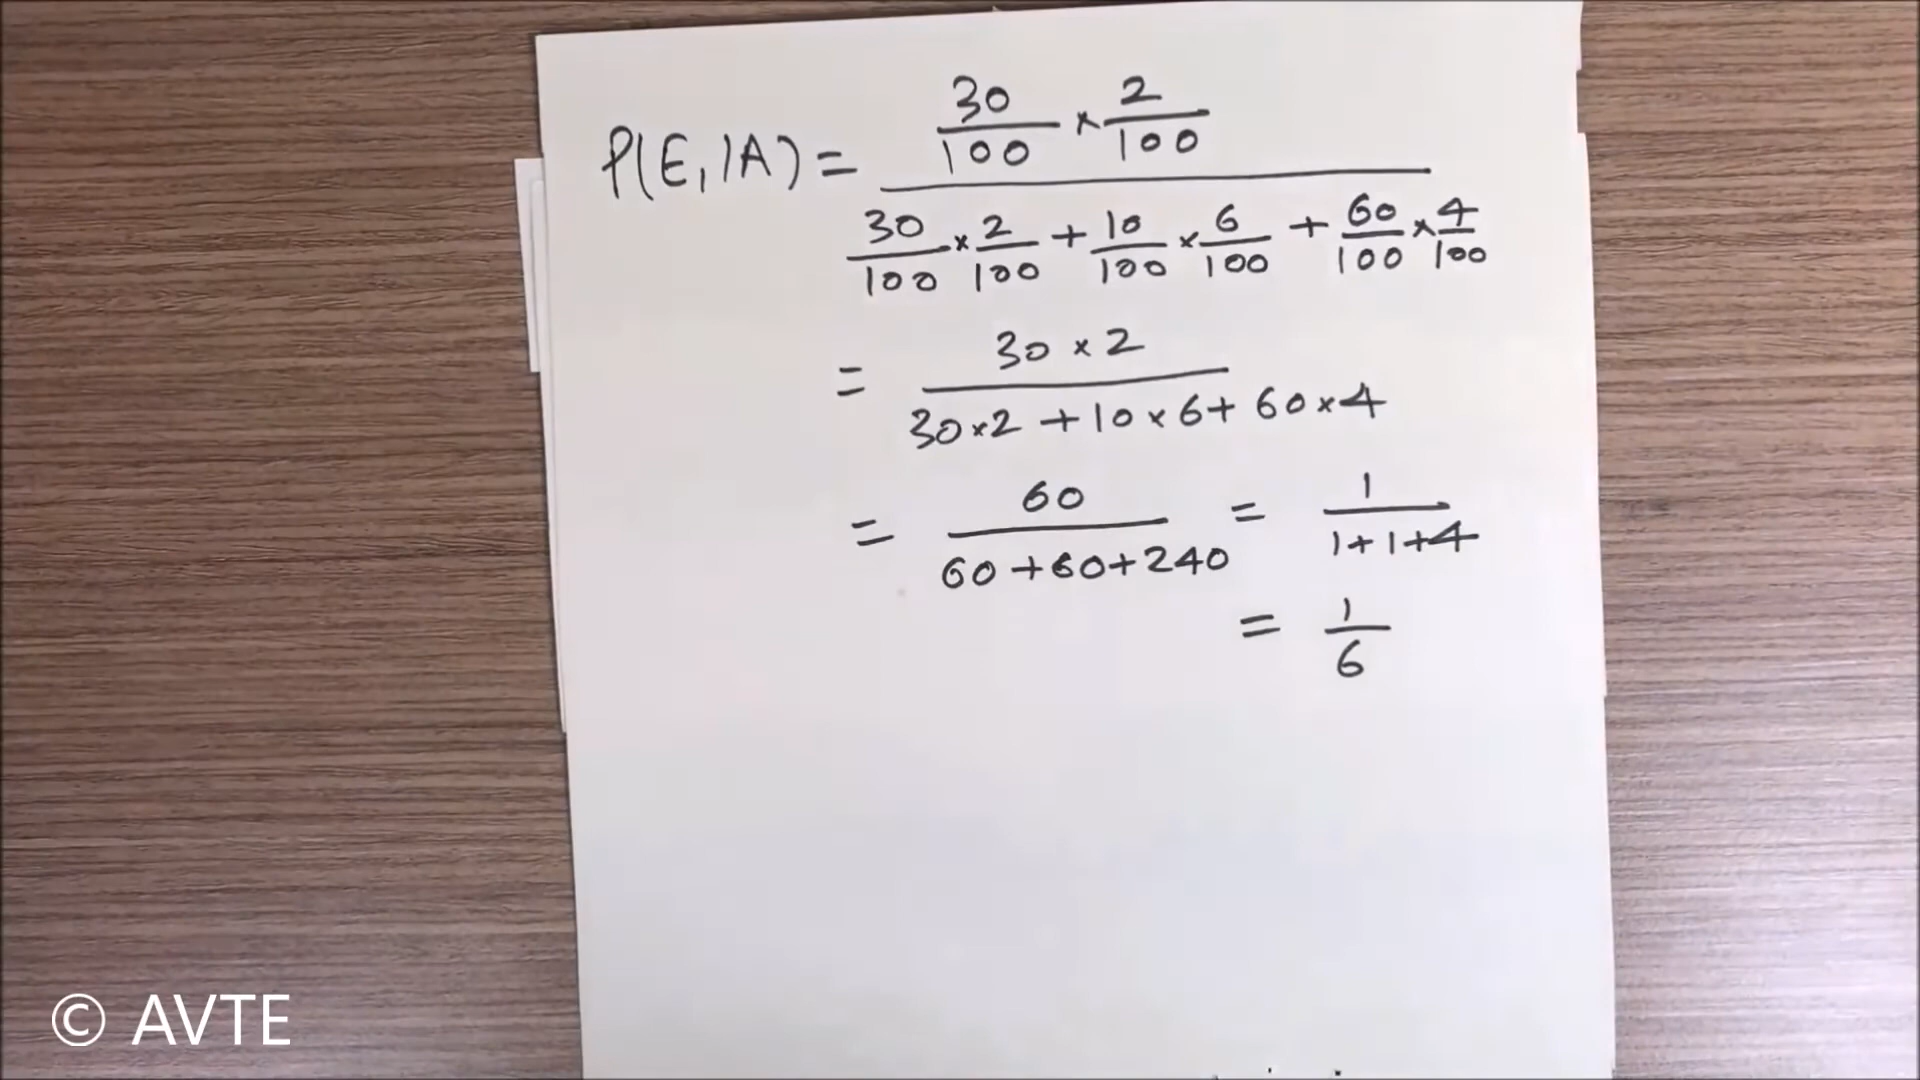 P(E₁|A) = (30/100 × 2/100) / (30/100 × 2/100 + 10/100 × 6/100 + 60/100 × 4/100)
= (30 × 2) / (30 × 2 + 10 × 6 + 60 × 4)
= 60 / (60 + 60 + 240) = 1 / (1 + 1 + 4)
= 1/6
© AVTE